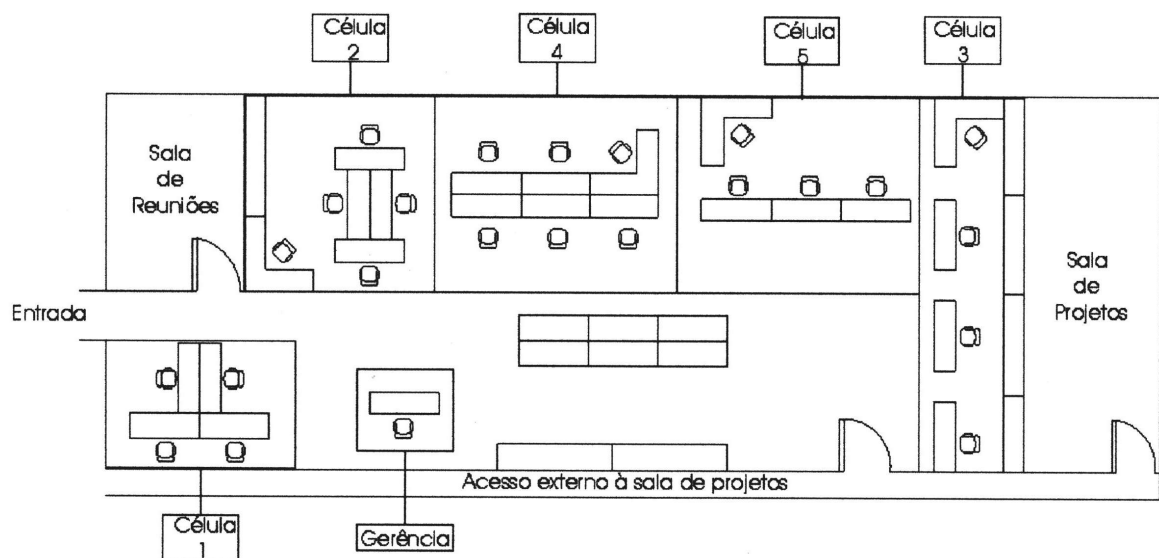 Célula
2
Célula
4
Célula
5
Célula
3
Sala
de
Reuniões
Sala
de
Projetos
Entrada
Acesso externo à sala de projetos
Célula
1
Gerência